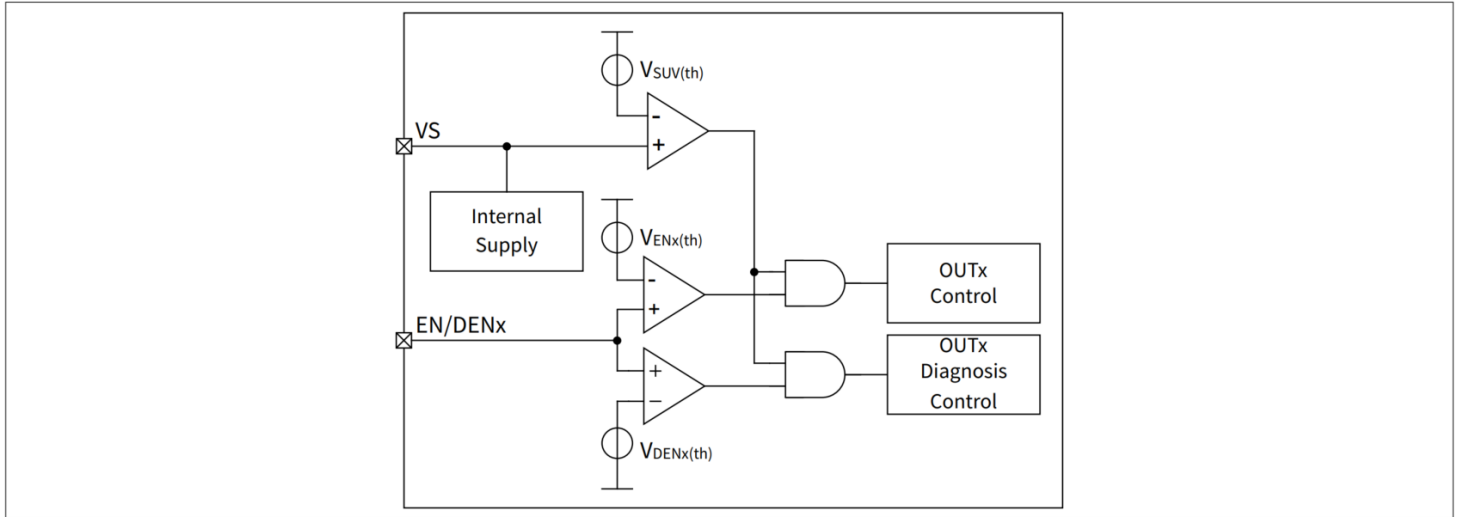 VSUV(th)
-
VS
+
Internal
Supply
VENx(th)
-
OUTx
Control
+
EN/DENx
OUTx
+
Diagnosis
−
Control
VDENx(th)